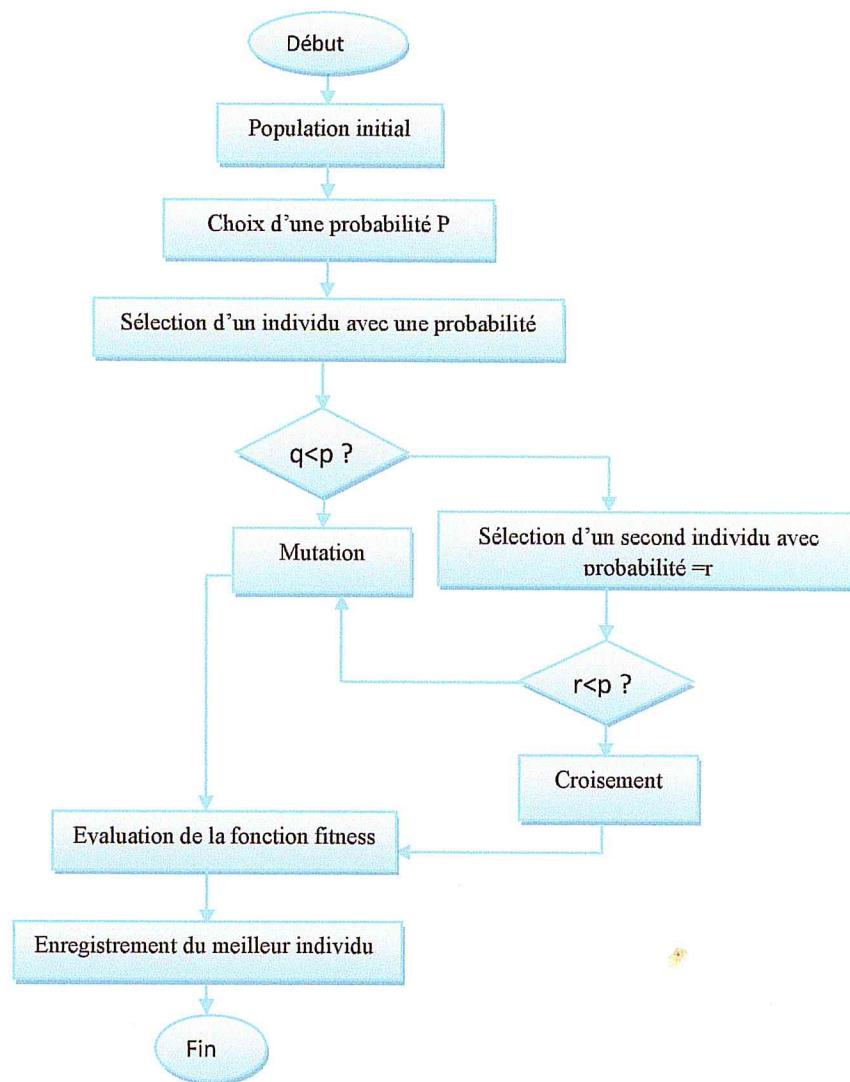 Début
Population initial
Choix d'une probabilité P
Sélection d'un individu avec une probabilité
q<p ?
Mutation
Sélection d'un second individu avec
probabilité =r
r<p ?
Croisement
Evaluation de la fonction fitness
Enregistrement du meilleur individu
Fin